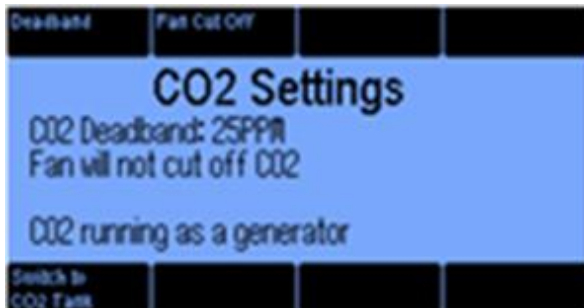 Deadband
Fan Cut Off
CO2 Settings
CO2 Deadband: 25PPM
Fan will not cut off CO2
CO2 running as a generator
Switch to
CO2 Tank